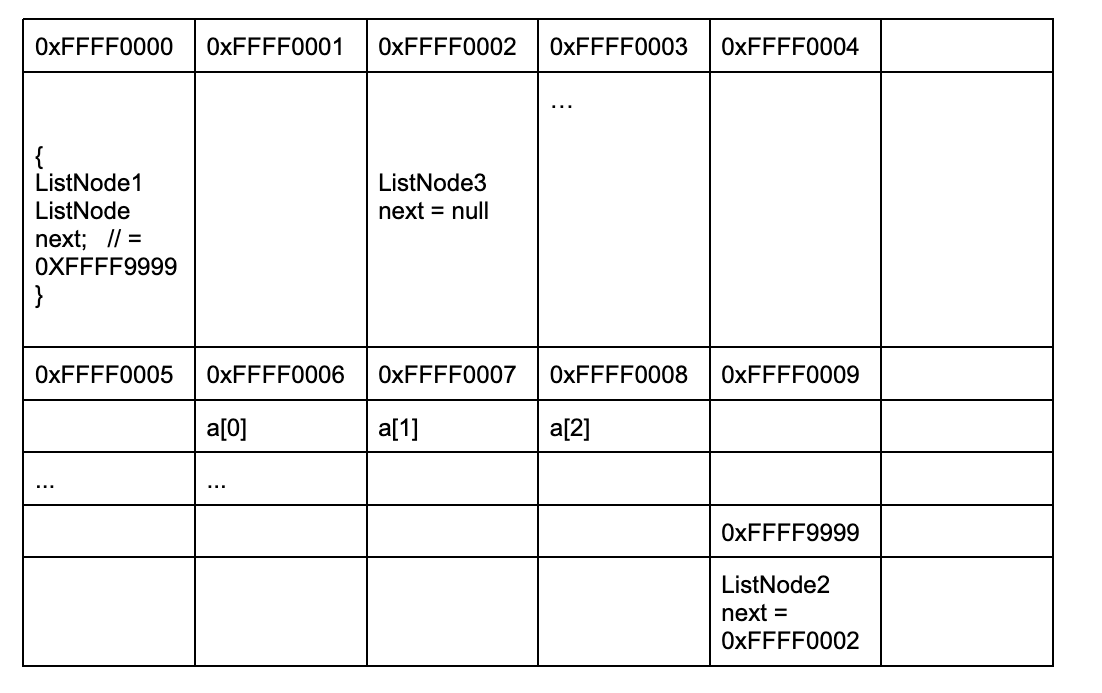 0xFFFF0000 0xFFFF0001 0xFFFF0002 0xFFFF0003 0xFFFF0004
...
{
ListNode1
ListNode
next; // =
0XFFFF9999
}
ListNode3
next = null
0xFFFF0005 0xFFFF0006 0xFFFF0007 0xFFFF0008 0xFFFF0009
a[0] a[1] a[2]
... ...
0xFFFF9999
ListNode2
next =
0xFFFF0002